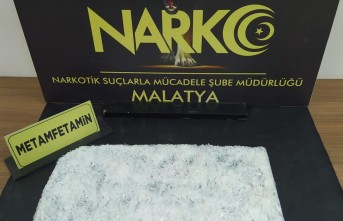 NARKO
NARKOTİK SUÇLARLA MÜCADELE ŞUBE MÜDÜRLÜĞÜ
MALATYA
METAMFETAMİN